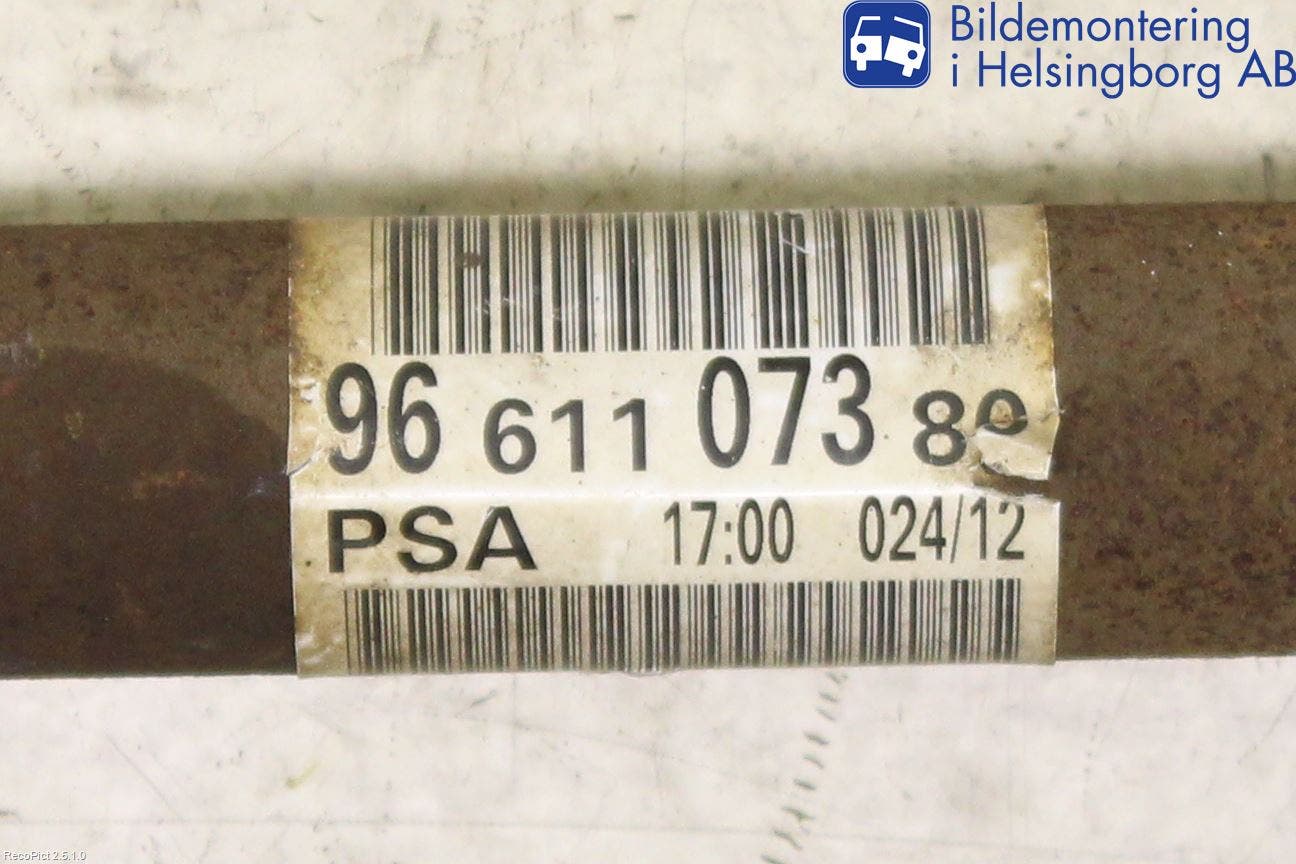 Bildemontering
i Helsingborg AB
96 611 073
PSA 17:00 024/12
RecoPict 2.5.1.0